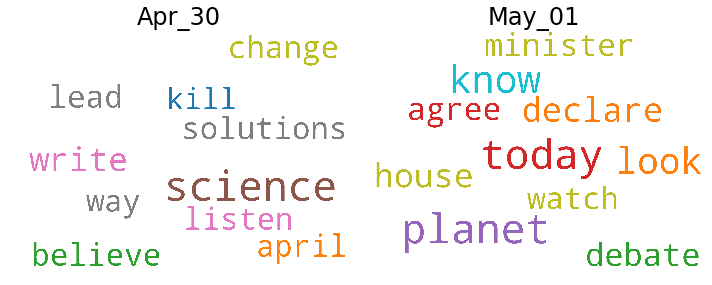 Apr_30
change
lead
kill
solutions
write
science
way
listen
april
believe
May_01
minister
know
agree
declare
today
look
house
watch
planet
debate